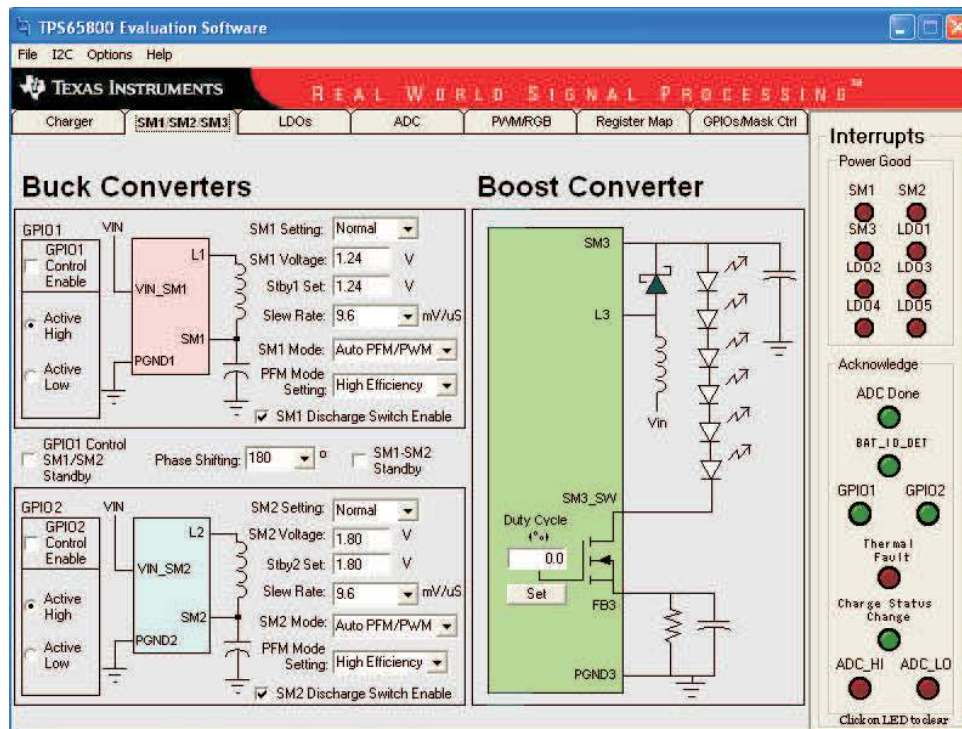 TPS65800 Evaluation Software
File I2C Options Help
TEXAS INSTRUMENTS
REAL WORLD SIGNAL PROCESSING™
Charger SM1/SM2/SM3 LDOs ADC PWM/RGB Register Map GPIOs/Mask Ctrl
Buck Converters
GPIO1
GPIO1
Control
Enable
Active
High
Active
Low
VIN
L1
VIN_SM1
SM1
PGND1
SM1 Setting: Normal
SM1 Voltage: 1.24 V
Stby1 Set: 1.24 V
Slew Rate: 9.6 mV/uS
SM1 Mode: Auto PFM/PWM
PFM Mode
Setting: High Efficiency
SM1 Discharge Switch Enable
GPIO1 Control
SM1/SM2
Standby
Phase Shifting: 180 °
SM1-SM2
Standby
GPIO2
GPIO2
Control
Enable
Active
High
Active
Low
VIN
L2
VIN_SM2
SM2
PGND2
SM2 Setting: Normal
SM2 Voltage: 1.80 V
Stby2 Set: 1.80 V
Slew Rate: 9.6 mV/uS
SM2 Mode: Auto PFM/PWM
PFM Mode
Setting: High Efficiency
SM2 Discharge Switch Enable
Boost Converter
SM3
L3
Vin
SM3_SW
Duty Cycle
(%)
0.0
Set
FB3
PGND3
Interrupts
Power Good
SM1 SM2
SM3 LDO1
LDO2 LDO3
LDO4 LDO5
Acknowledge
ADC Done
BAT_ID_DET
GPIO1 GPIO2
Thermal
Fault
Charge Status
Change
ADC_HI ADC_LO
Click on LED to clear